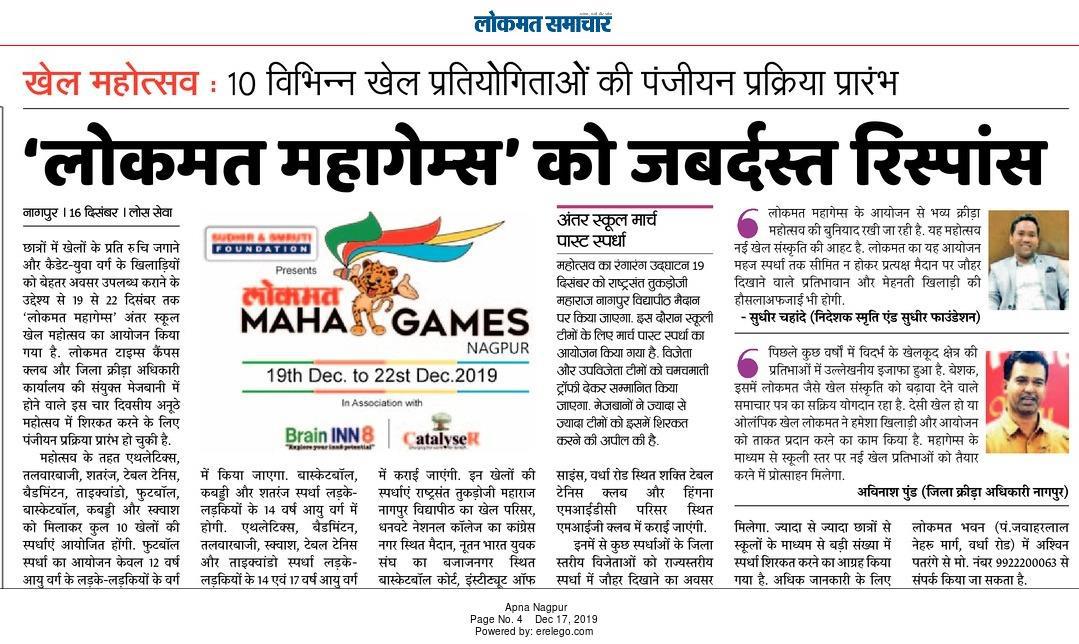 लोकमत समाचार
खेल महोत्सव : 10 विभिन्न खेल प्रतियोगिताओं की पंजीयन प्रक्रिया प्रारंभ
‘लोकमत महागेम्स’ को जबर्दस्त रिस्पांस
नागपुर । 16 दिसंबर । लोस सेवा
छात्रों में खेलों के प्रति रुचि जगाने
और कैडेट-युवा वर्ग के खिलाड़ियों
को बेहतर अवसर उपलब्ध कराने के
उद्देश्य से 19 से 22 दिसंबर तक
‘लोकमत महागेम्स’ अंतर स्कूल
खेल महोत्सव का आयोजन किया
गया है. लोकमत टाइम्स कैंपस
क्लब और जिला क्रीड़ा अधिकारी
कार्यालय की संयुक्त मेजबानी में
होने वाले इस चार दिवसीय अनूठे
महोत्सव में शिरकत करने के लिए
पंजीयन प्रक्रिया प्रारंभ हो चुकी है.
महोत्सव के तहत एथलेटिक्स,
तलवारबाजी, शतरंज, टेबल टेनिस,
बैडमिंटन, ताइक्वांडो, फुटबॉल,
बास्केटबॉल, कबड्डी और स्क्वाश
को मिलाकर कुल 10 खेलों की
स्पर्धाएं आयोजित होंगी. फुटबॉल
स्पर्धा का आयोजन केवल 12 वर्ष
आयु वर्ग के लड़के-लड़कियों के वर्ग
SUDHIR & SMRUTI
FOUNDATION
Presents
लोकमत
MAHA GAMES
NAGPUR
19th Dec. to 22st Dec.2019
In Association with
Brain INN8
"Explore your inn8 potential"
CatalyseR
में किया जाएगा. बास्केटबॉल,
कबड्डी और शतरंज स्पर्धा लड़के-
लड़कियों के 14 वर्ष आयु वर्ग में
होगी. एथलेटिक्स, बैडमिंटन,
तलवारबाजी, स्क्वाश, टेबल टेनिस
और ताइक्वांडो स्पर्धा लड़के-
लड़कियों के 14 एवं 17 वर्ष आयु वर्ग
में कराई जाएंगी. इन खेलों की
स्पर्धाएं राष्ट्रसंत तुकड़ोजी महाराज
नागपुर विद्यापीठ का खेल परिसर,
धनवटे नेशनल कॉलेज का कांग्रेस
नगर स्थित मैदान, नूतन भारत युवक
संघ का बजाजनगर स्थित
बास्केटबॉल कोर्ट, इंस्टीट्यूट ऑफ
अंतर स्कूल मार्च
पास्ट स्पर्धा
महोत्सव का रंगारंग उद्घाटन 19
दिसंबर को राष्ट्रसंत तुकड़ोजी
महाराज नागपुर विद्यापीठ मैदान
पर किया जाएगा. इस दौरान स्कूली
टीमों के लिए मार्च पास्ट स्पर्धा का
आयोजन किया गया है. विजेता
और उपविजेता टीमों को चमचमाती
ट्रॉफी देकर सम्मानित किया
जाएगा. मेजबानों ने ज्यादा से
ज्यादा टीमों को इसमें शिरकत
करने की अपील की है.
साइंस, वर्धा रोड स्थित शक्ति टेबल
टेनिस क्लब और हिंगना
एमआईडीसी परिसर स्थित
एमआईजी क्लब में कराई जाएंगी.
इनमें से कुछ स्पर्धाओं के जिला
स्तरीय विजेताओं को राज्यस्तरीय
स्पर्धा में जौहर दिखाने का अवसर
लोकमत महागेम्स के आयोजन से भव्य क्रीड़ा
महोत्सव की बुनियाद रखी जा रही है. यह महोत्सव
नई खेल संस्कृति की आहट है. लोकमत का यह आयोजन
महज स्पर्धा तक सीमित न होकर प्रत्यक्ष मैदान पर जौहर
दिखाने वाले प्रतिभावान और मेहनती खिलाड़ी की
हौसलाअफजाई भी होगी.
- सुधीर चहांदे (निदेशक स्मृति एंड सुधीर फाउंडेशन)
पिछले कुछ वर्षों में विदर्भ के खेलकूद क्षेत्र की
प्रतिभाओं में उल्लेखनीय इजाफा हुआ है. बेशक,
इसमें लोकमत जैसे खेल संस्कृति को बढ़ावा देने वाले
समाचार पत्र का सक्रिय योगदान रहा है. देसी खेल हो या
ओलंपिक खेल लोकमत ने हमेशा खिलाड़ी और आयोजन
को ताकत प्रदान करने का काम किया है. महागेम्स के
माध्यम से स्कूली स्तर पर नई खेल प्रतिभाओं को तैयार
करने में प्रोत्साहन मिलेगा.
अविनाश पुंड (जिला क्रीड़ा अधिकारी नागपुर)
मिलेगा. ज्यादा से ज्यादा छात्रों से
स्कूलों के माध्यम से बड़ी संख्या में
स्पर्धा शिरकत करने का आग्रह किया
गया है. अधिक जानकारी के लिए
लोकमत भवन (पं.जवाहरलाल
नेहरु मार्ग, वर्धा रोड) में अश्विन
पतरंगे से मो. नंबर 9922200063 से
संपर्क किया जा सकता है.
Apna Nagpur
Page No. 4 Dec 17, 2019
Powered by: erelego.com